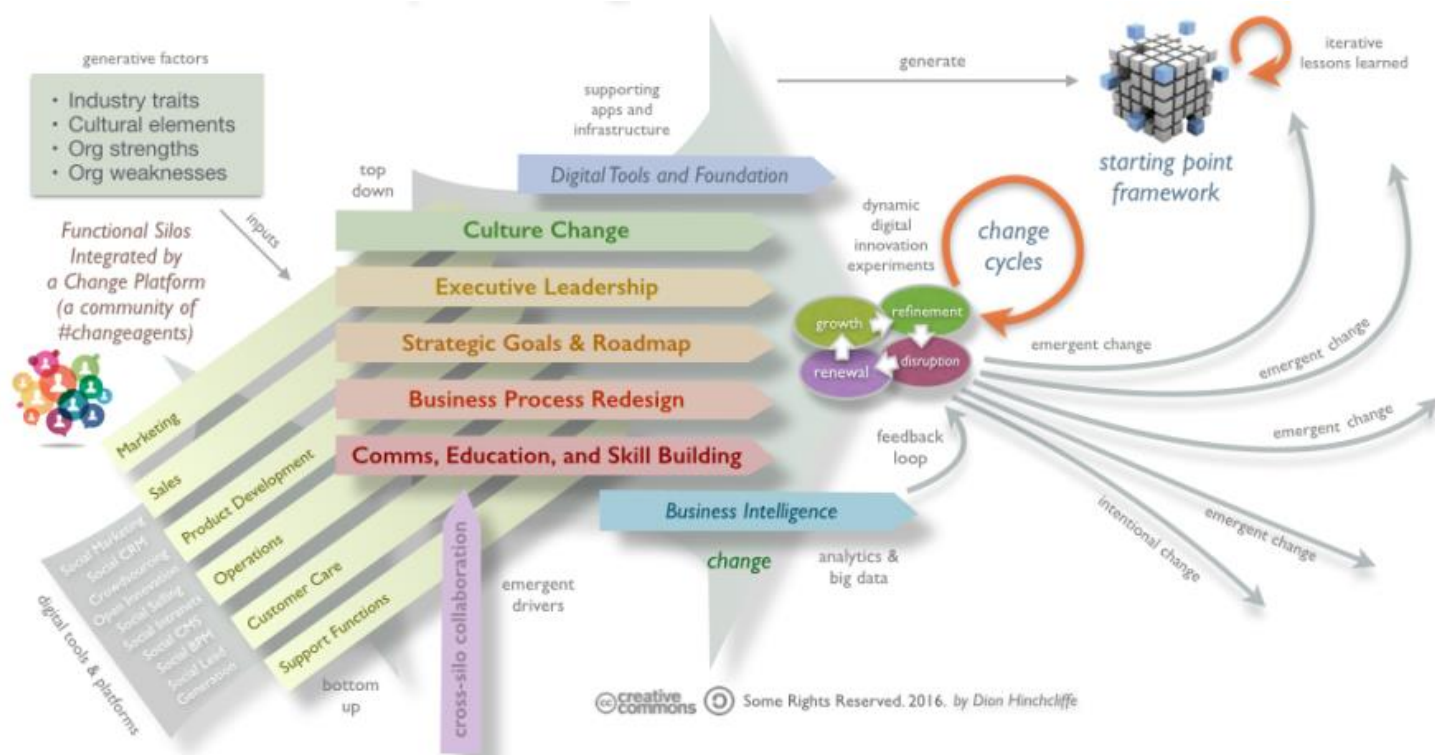 generative factors
• Industry traits
• Cultural elements
• Org strengths
• Org weaknesses
inputs
Functional Silos
Integrated by
a Change Platform
(a community of
#changeagents)
top
down
supporting
apps and
infrastructure
Digital Tools and Foundation
Culture Change
Executive Leadership
Strategic Goals & Roadmap
Business Process Redesign
Comms, Education, and Skill Building
Business Intelligence
change
analytics &
big data
Marketing
Sales
Product Development
Operations
Customer Care
Support Functions
Social Marketing
Social CRM
Crowdsourcing
Open Innovation
Social Selling
Social Intranets
Social CMS
Social BPM
Social Lead
Generation
digital tools & platforms
bottom
up
cross-silo collaboration
emergent
drivers
generate
starting point
framework
iterative
lessons learned
dynamic
digital
innovation
experiments
change
cycles
growth
refinement
renewal
disruption
feedback
loop
emergent change
emergent change
emergent change
emergent change
intentional change
cc creative
commons
Some Rights Reserved. 2016. by Dion Hinchcliffe